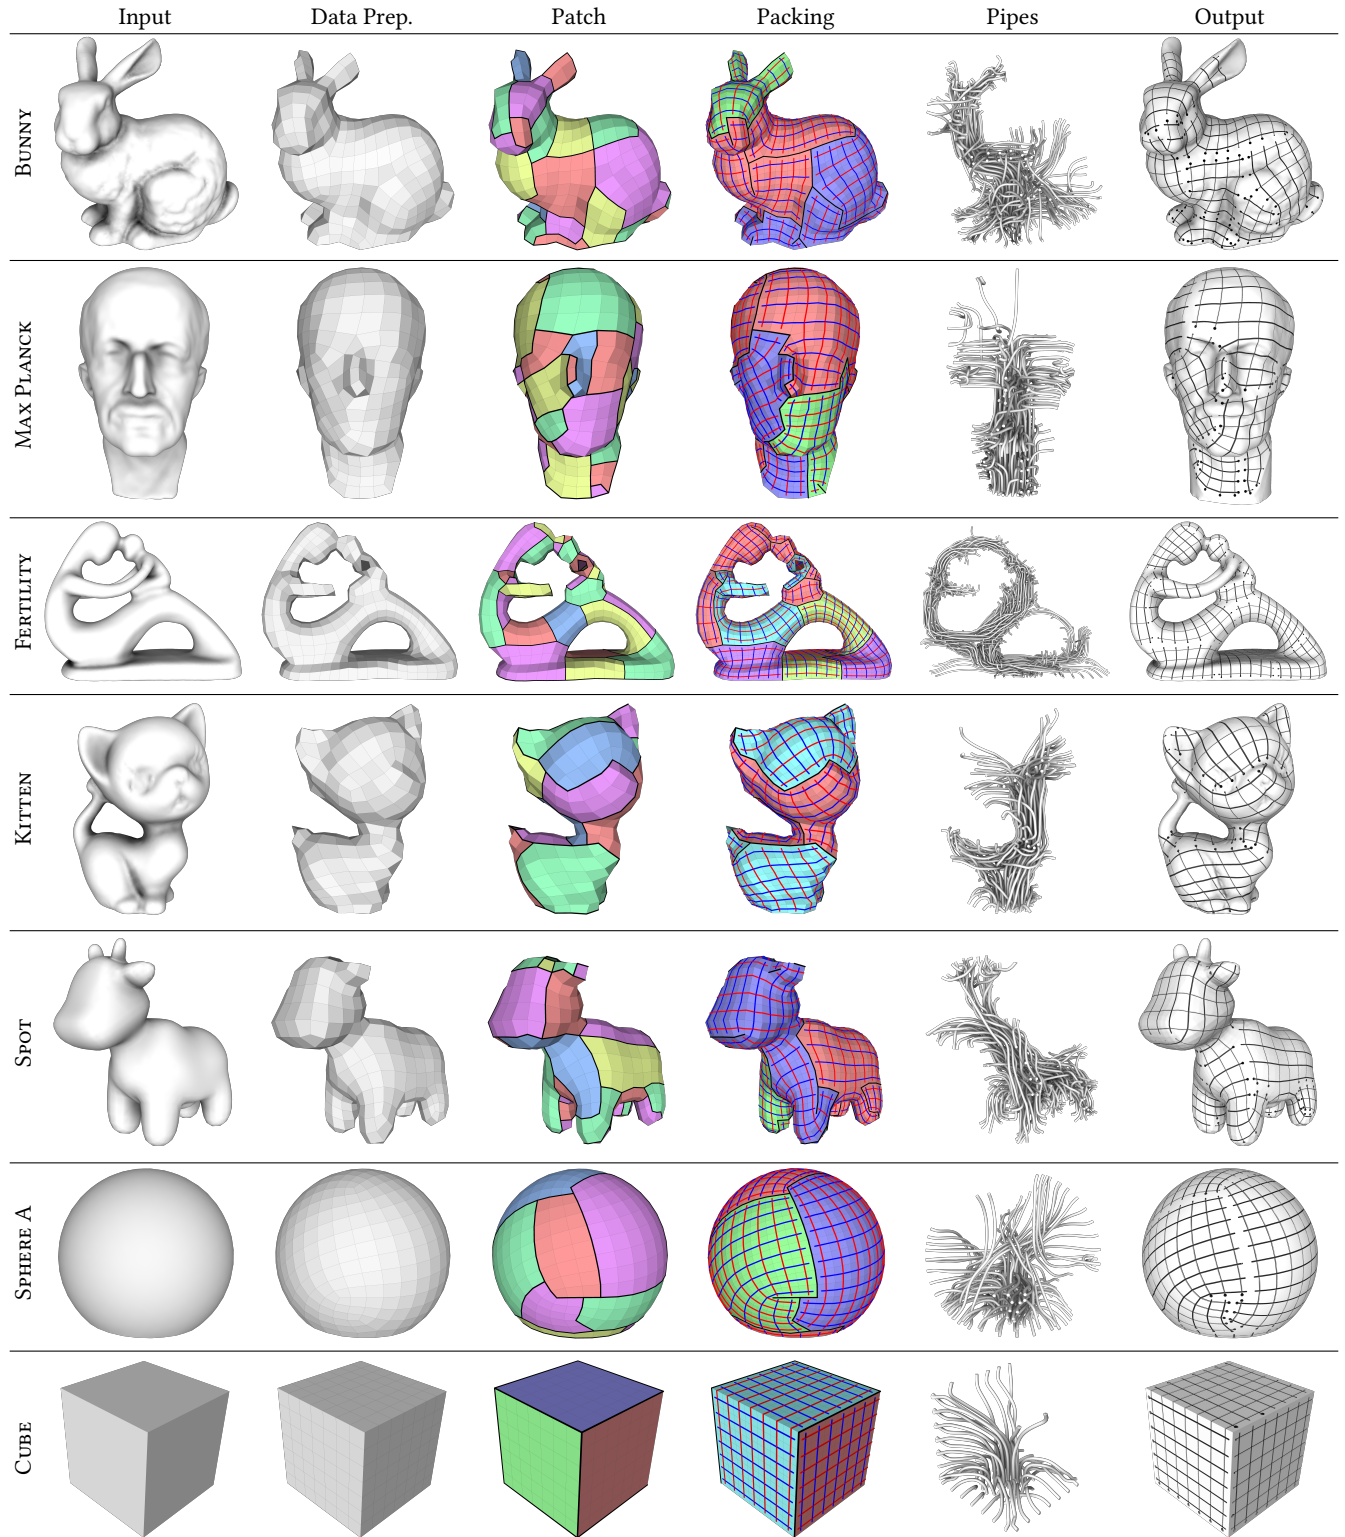 Input Data Prep. Patch Packing Pipes Output
BUNNY
MAX PLANCK
FERTILITY
KITTEN
SPOT
SPHERE A
CUBE